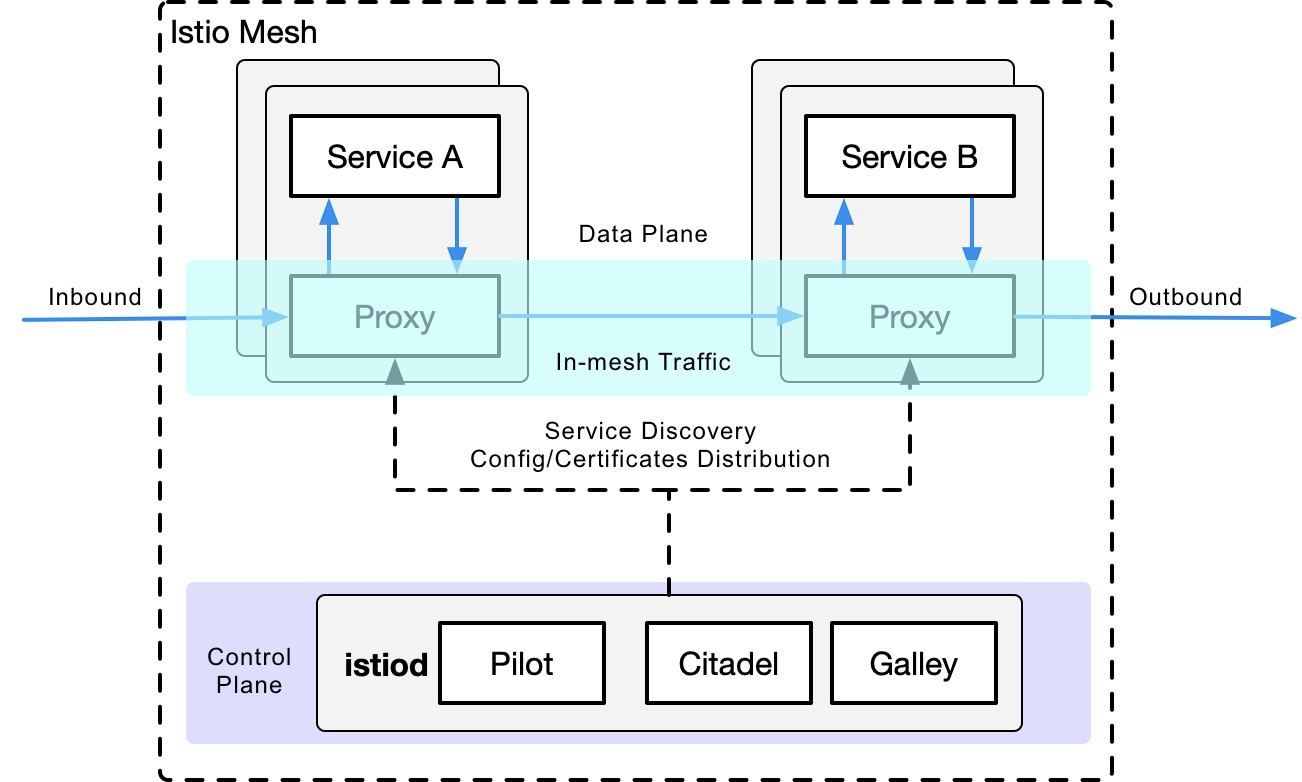 Istio Mesh
Service A
Service B
Data Plane
Inbound
Proxy
Proxy
Outbound
In-mesh Traffic
Service Discovery
Config/Certificates Distribution
Control
Plane
istiod
Pilot
Citadel
Galley